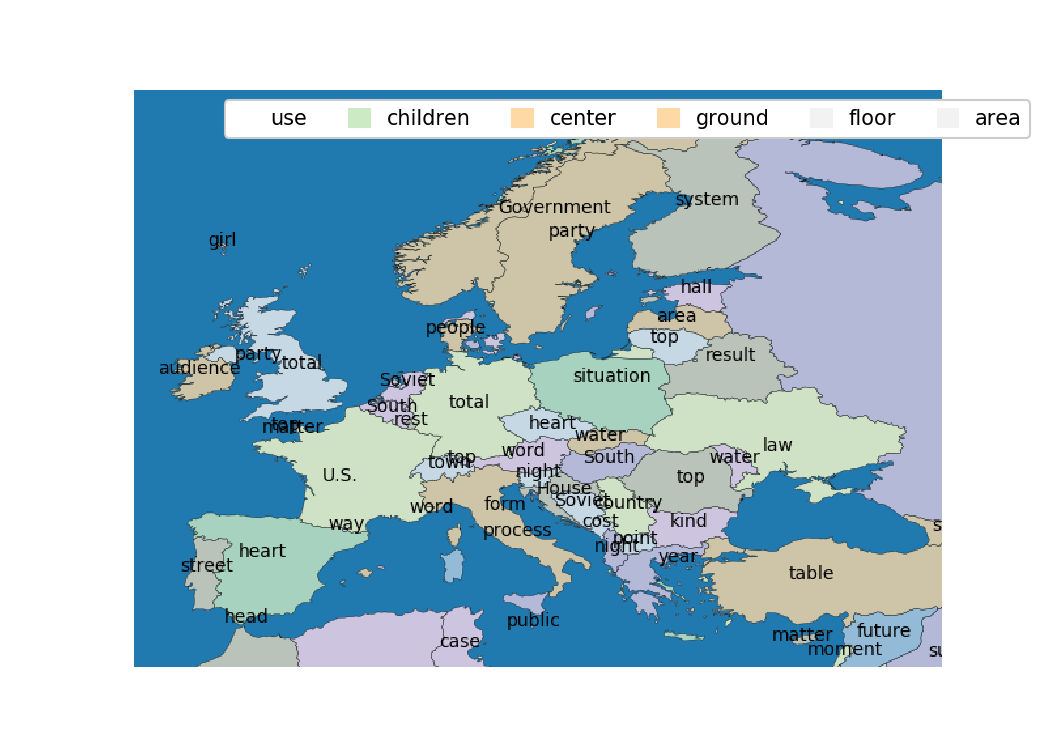 use children center ground floor area
system
Government
party
girl
hall
area
people
top
result
party
total
audience
Soviet
situation
total
South
rest
heart
matter
water
law
word
top
town
South
water
night
U.S.
top
House
Soviet
country
word
form
cost
kind
way
process
point
night
heart
year
street
table
head
public
matter
future
case
moment